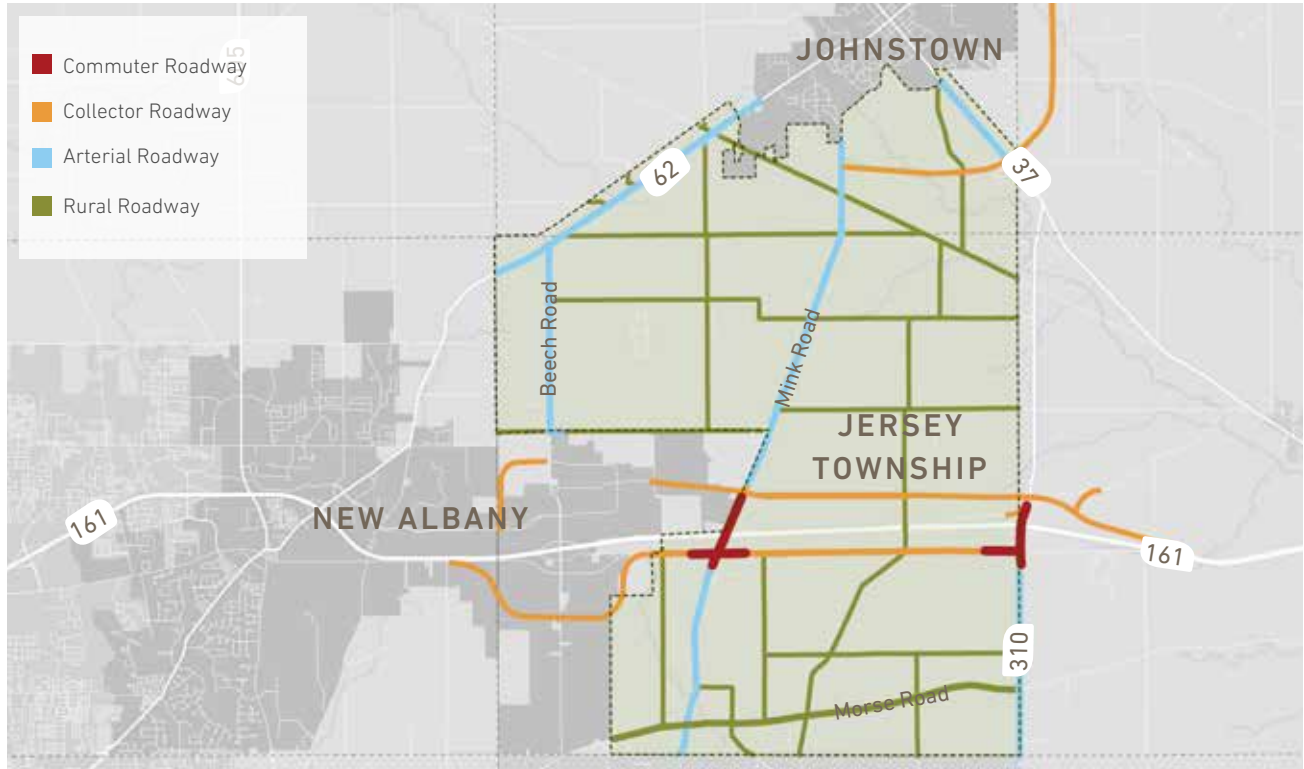 Commuter Roadway
Collector Roadway
Arterial Roadway
Rural Roadway
JOHNSTOWN
62
37
Beech Road
Mink Road
JERSEY
TOWNSHIP
NEW ALBANY
161
161
310
Morse Road